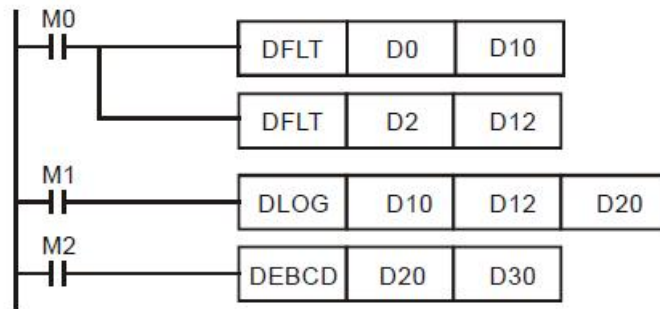 M0
DFLT D0 D10
DFLT D2 D12
M1
DLOG D10 D12 D20
M2
DEBCD D20 D30